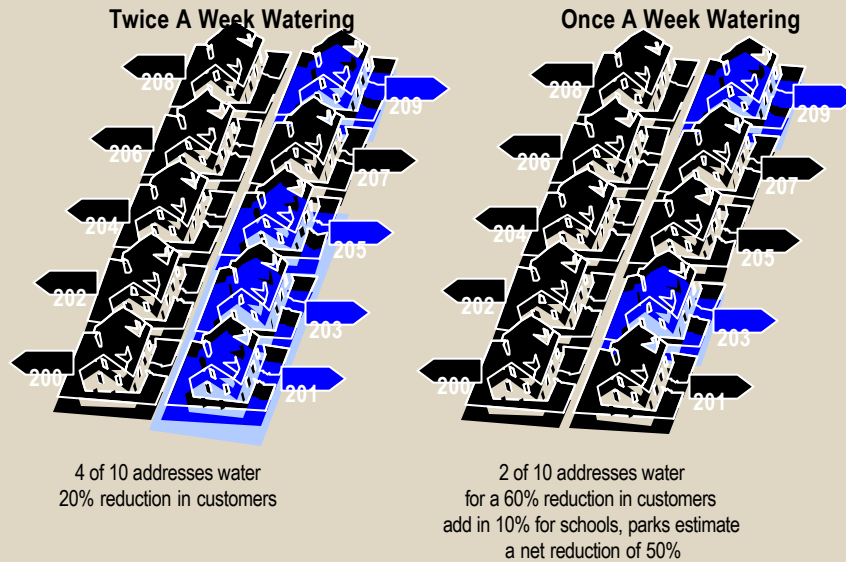 Twice A Week Watering
208
209
206
207
204
205
202
203
200
201
4 of 10 addresses water
20% reduction in customers
Once A Week Watering
208
209
206
207
204
205
202
203
200
201
2 of 10 addresses water
for a 60% reduction in customers
add in 10% for schools, parks estimate
a net reduction of 50%